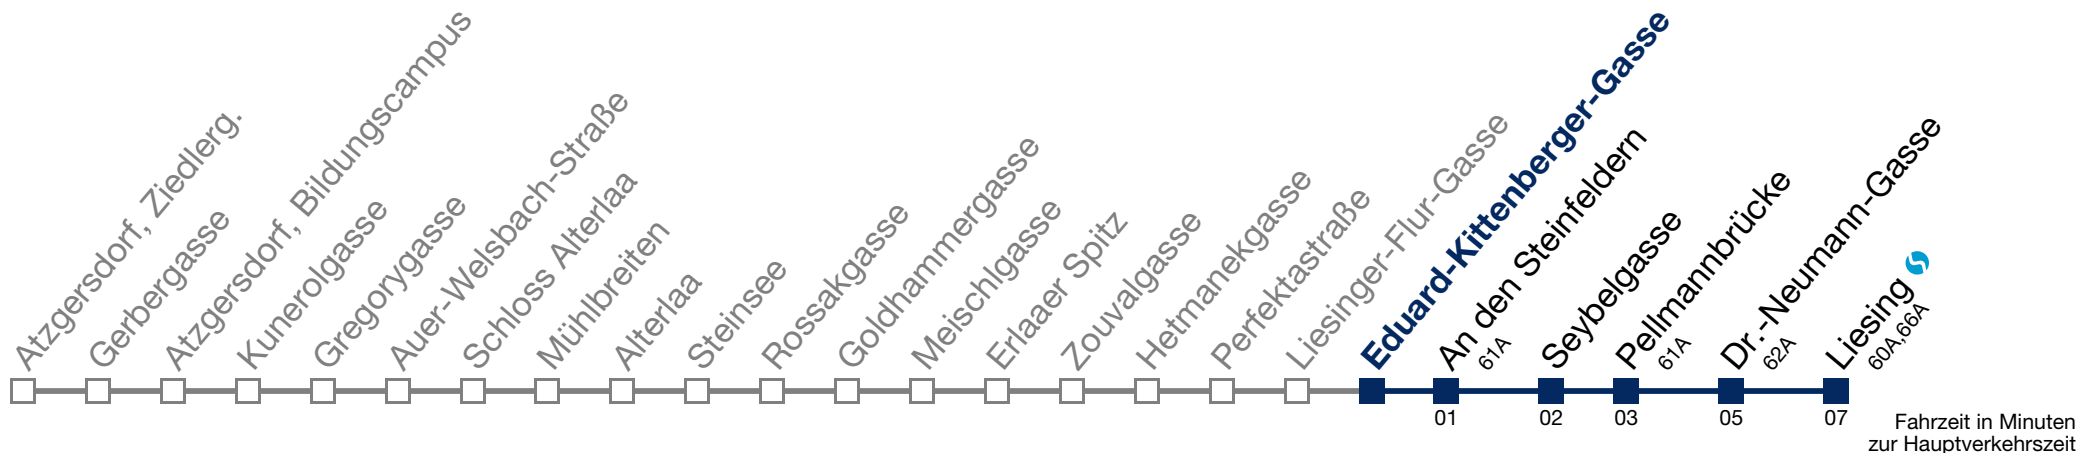 Atzgersdorf, Ziedlerg.
Gerbergasse
Atzgersdorf, Bildungscampus
Kunerolgasse
Gregorygasse
Auer-Welsbach-Straße
Schloss Alterlaa
Mühlbreiten
Alterlaa
Steinsee
Rossakgasse
Goldhammergasse
Meischlgasse
Erlaaer Spitz
Zouvalgasse
Hetmanekgasse
Perfektastraße
Liesinger-Flur-Gasse
Eduard-Kittenberger-Gasse
An den Steinfeldern
61A
Seybelgasse
Pellmannbrücke
61A
Dr.-Neumann-Gasse
62A
Liesing
60A,66A
01
02
03
05
07
Fahrzeit in Minuten
zur Hauptverkehrszeit